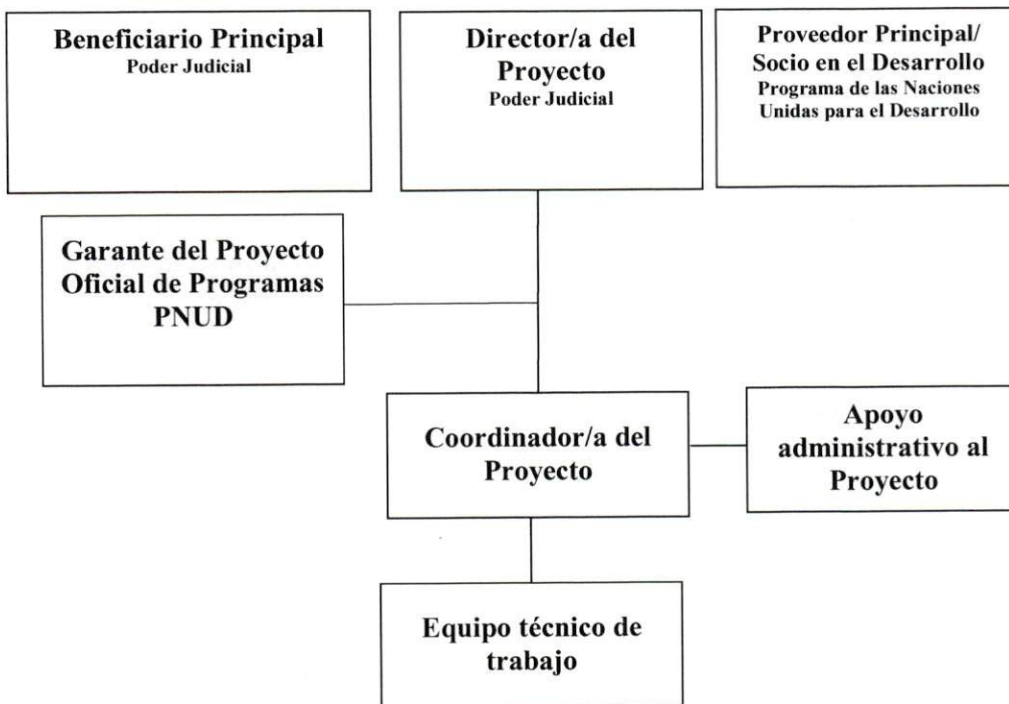 Beneficiario Principal
Poder Judicial
Director/a del
Proyecto
Poder Judicial
Proveedor Principal/
Socio en el Desarrollo
Programa de las Naciones
Unidas para el Desarrollo
Garante del Proyecto
Oficial de Programas
PNUD
Coordinador/a del
Proyecto
Apoyo
administrativo al
Proyecto
Equipo técnico de
trabajo